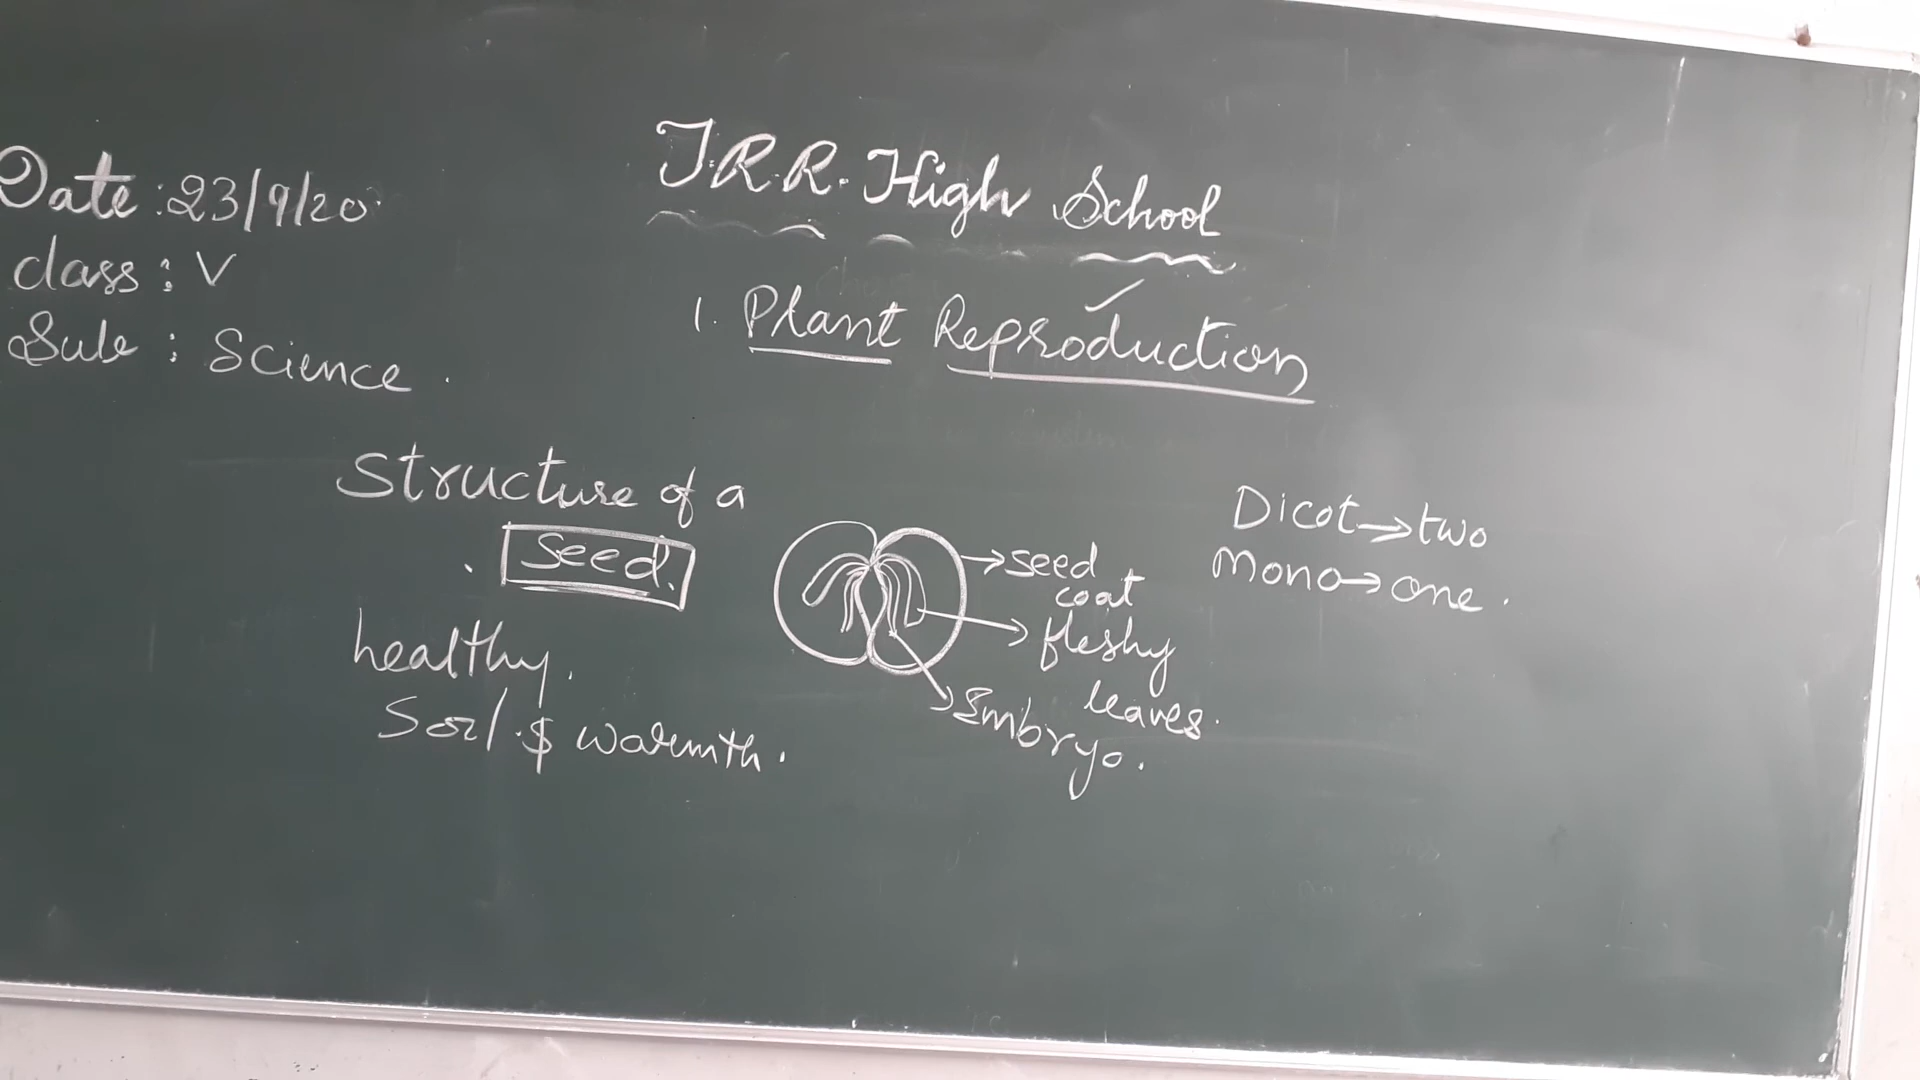 J.R.R. High School
Date : 23/9/20
class : V
Sub : Science.
1. Plant Reproduction
Structure of a
seed.
healthy.
Soil & warmth.
seed
coat
fleshy
leaves.
Embryo.
Dicot→two
Mono→one.